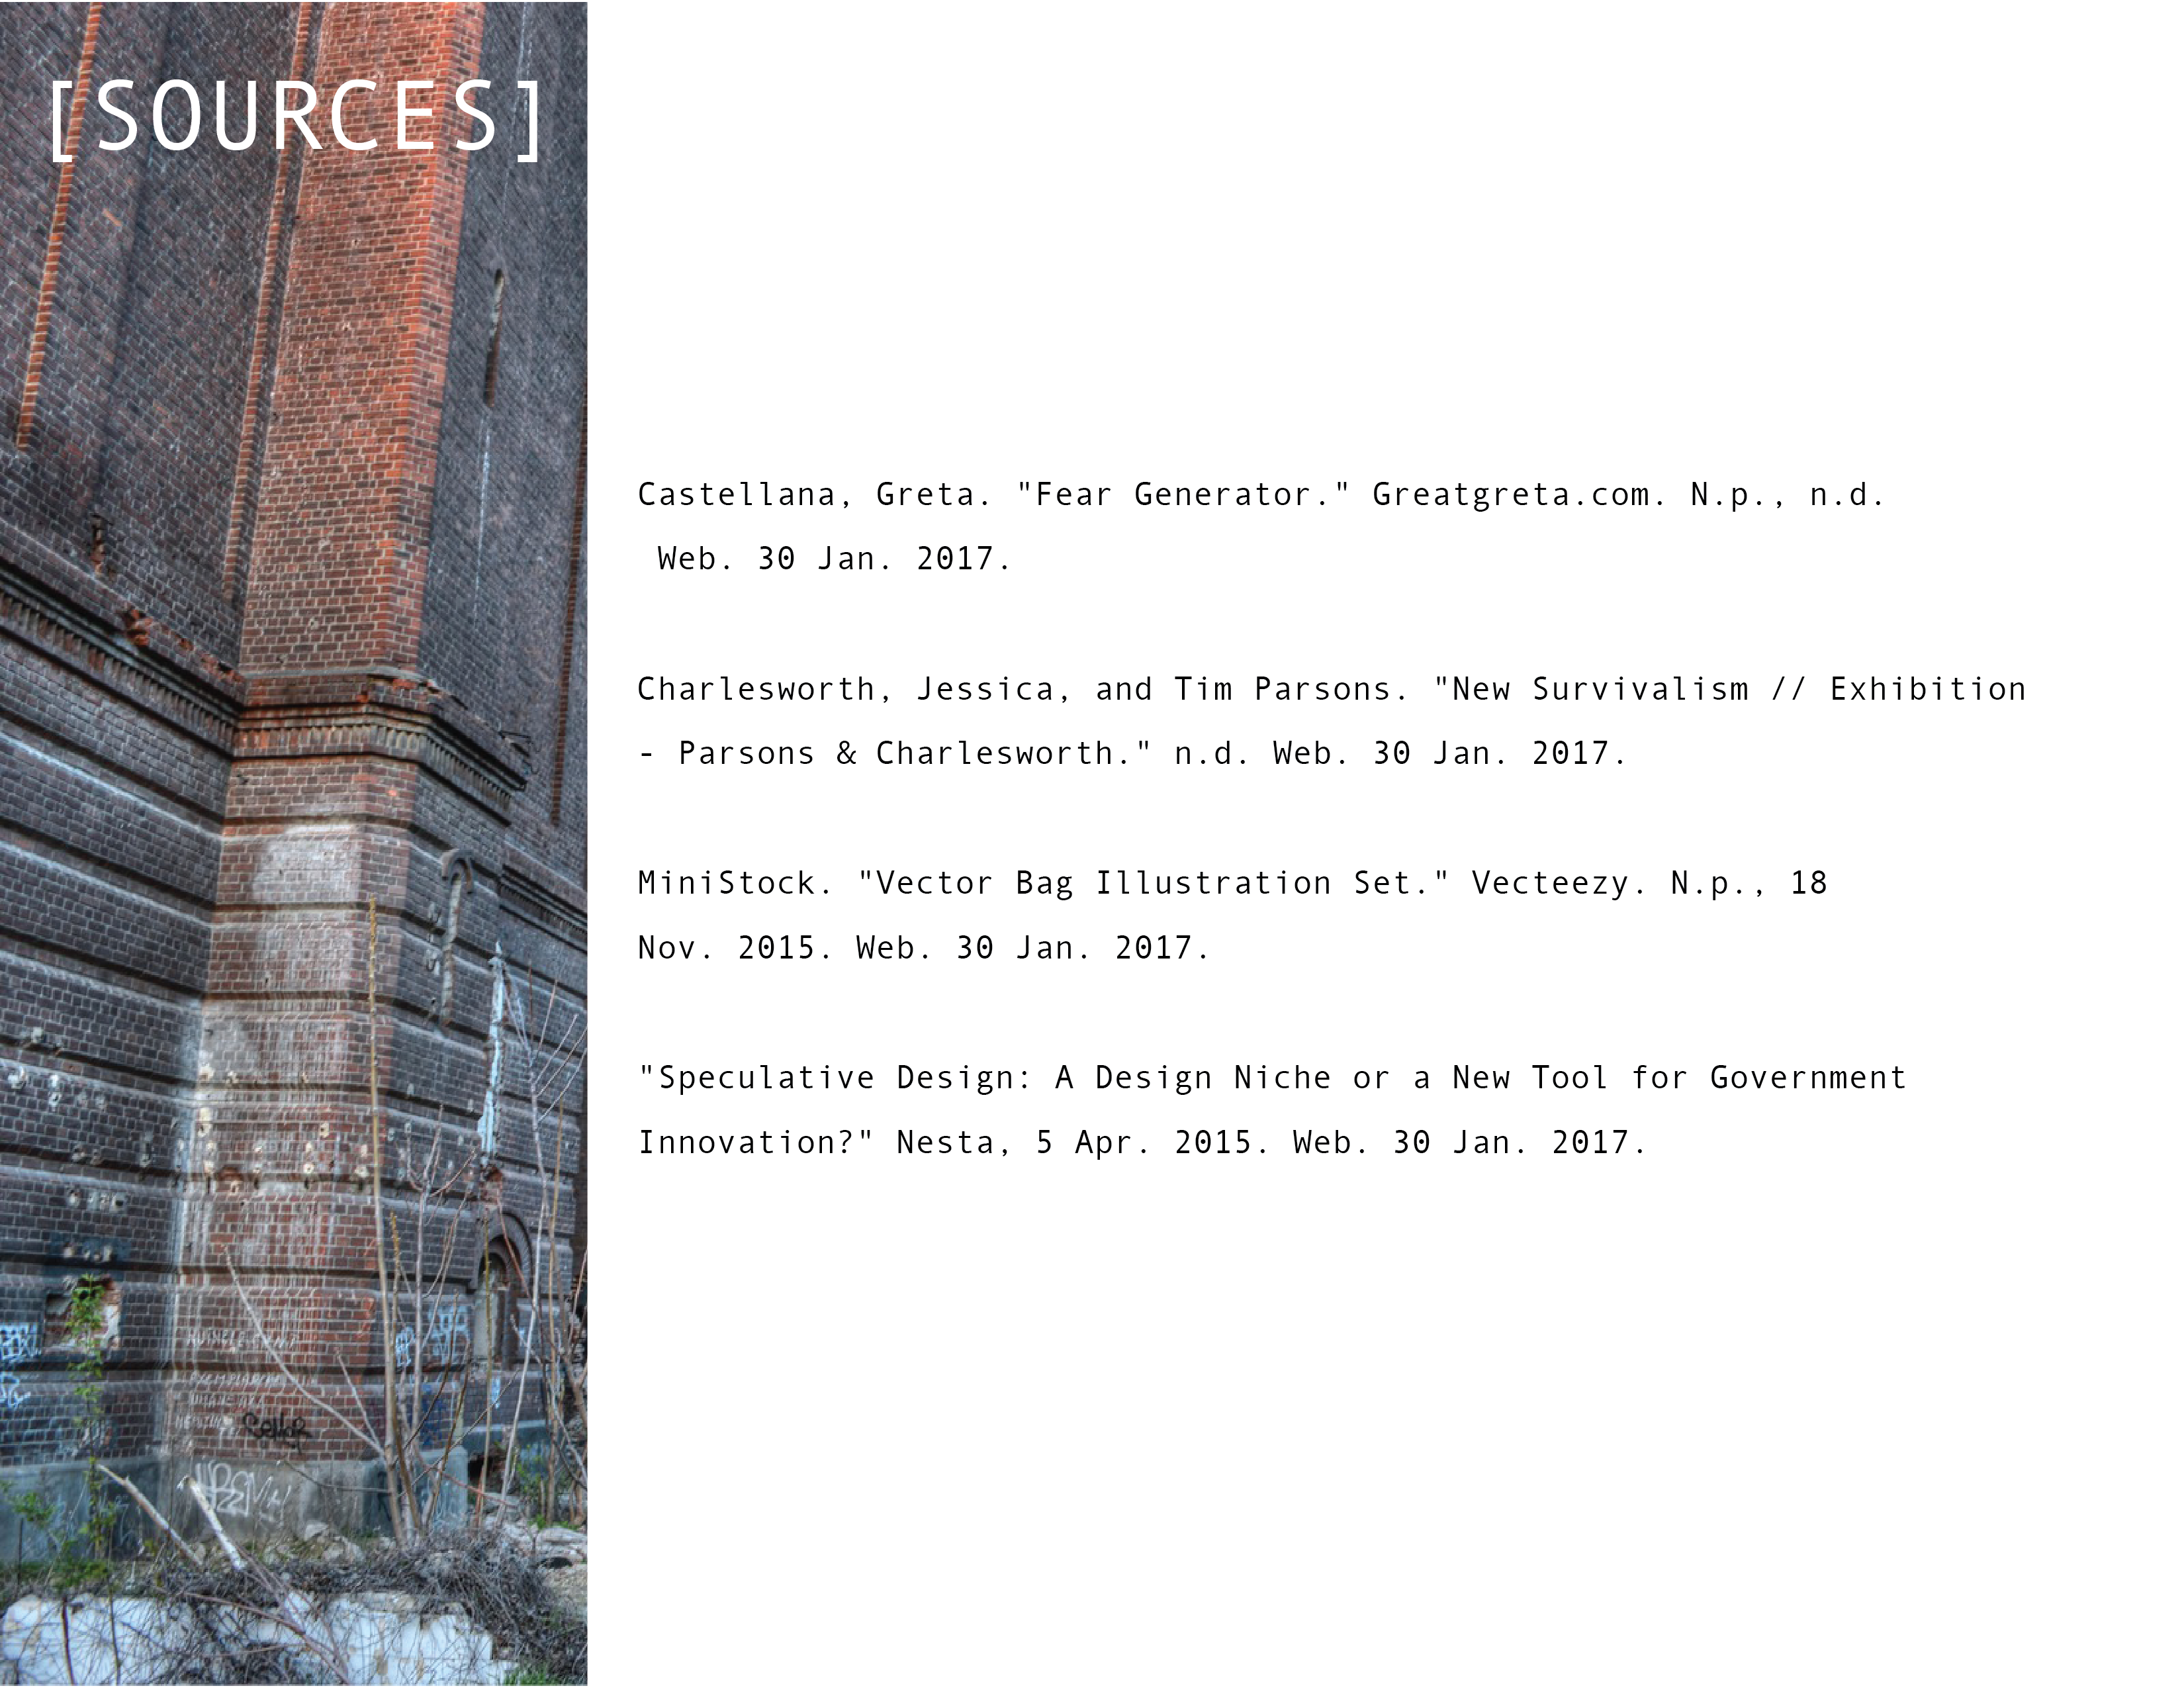 [SOURCES]
Castellana, Greta. "Fear Generator." Greatgreta.com. N.p., n.d.
Web. 30 Jan. 2017.
Charlesworth, Jessica, and Tim Parsons. "New Survivalism // Exhibition
- Parsons & Charlesworth." n.d. Web. 30 Jan. 2017.
MiniStock. "Vector Bag Illustration Set." Vecteezy. N.p., 18
Nov. 2015. Web. 30 Jan. 2017.
"Speculative Design: A Design Niche or a New Tool for Government
Innovation?" Nesta, 5 Apr. 2015. Web. 30 Jan. 2017.